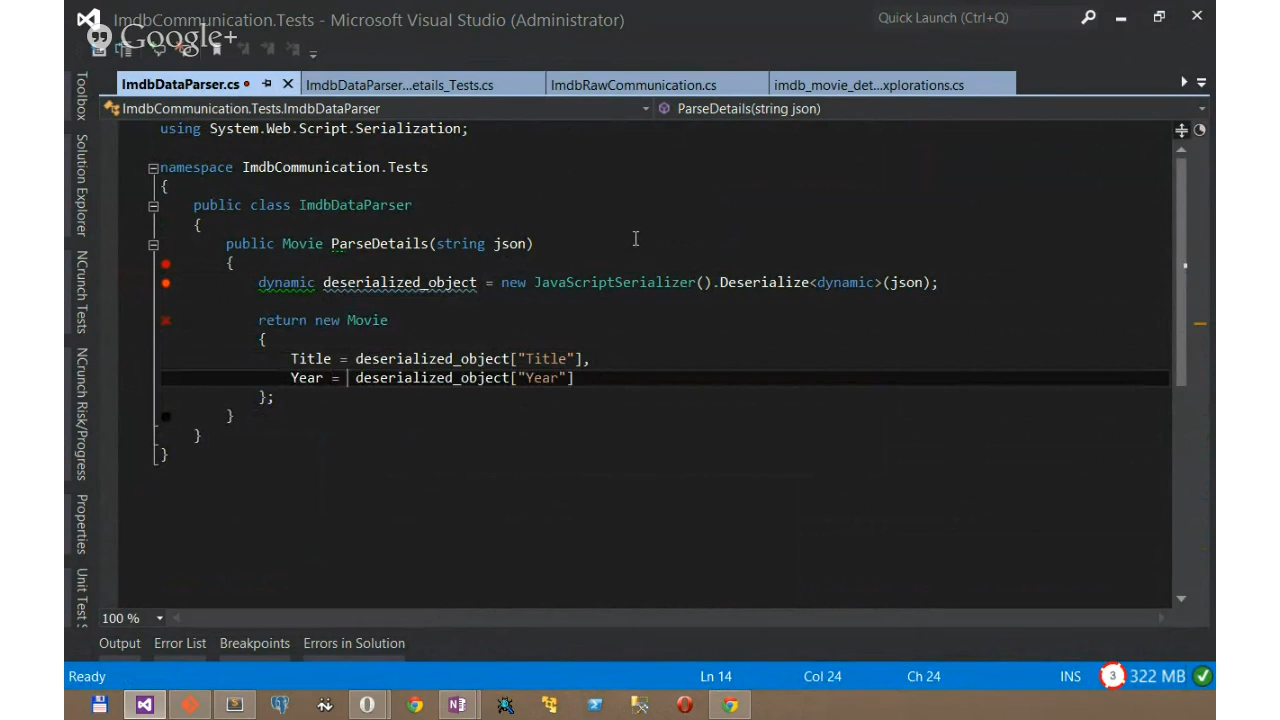 ImdbCommunication.Tests - Microsoft Visual Studio (Administrator)
Quick Launch (Ctrl+Q)
Google+
ImdbDataParser.cs
ImdbDataParser...etails_Tests.cs
ImdbRawCommunication.cs
imdb_movie_det...xplorations.cs
ImdbCommunication.Tests.ImdbDataParser
ParseDetails(string json)
using System.Web.Script.Serialization;
namespace ImdbCommunication.Tests
{
public class ImdbDataParser
{
public Movie ParseDetails(string json)
{
dynamic deserialized_object = new JavaScriptSerializer().Deserialize<dynamic>(json);
return new Movie
{
Title = deserialized_object["Title"],
Year = deserialized_object["Year"]
};
}
}
}
Toolbox
Solution Explorer
NCrunch Tests
NCrunch Risk/Progress
Properties
Unit Test S
100 %
Output
Error List
Breakpoints
Errors in Solution
Ready
Ln 14
Col 24
Ch 24
INS
3
322 MB